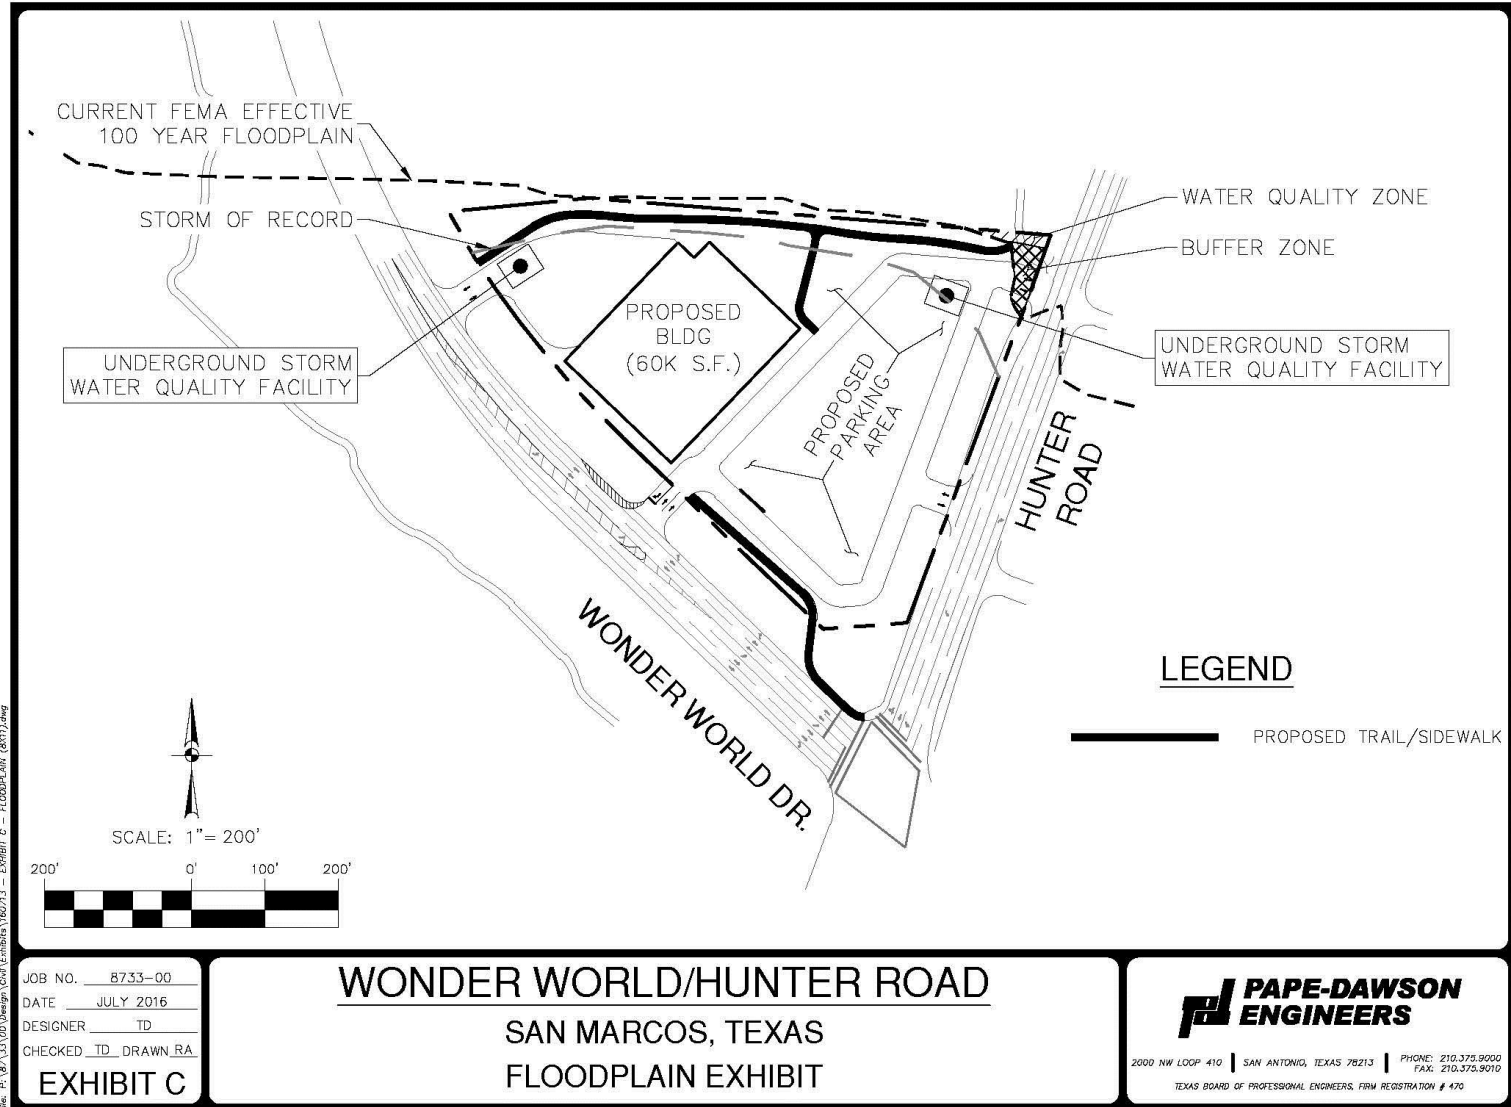 CURRENT FEMA EFFECTIVE
100 YEAR FLOODPLAIN
STORM OF RECORD
WATER QUALITY ZONE
BUFFER ZONE
PROPOSED
BLDG
(60K S.F.)
UNDERGROUND STORM
WATER QUALITY FACILITY
UNDERGROUND STORM
WATER QUALITY FACILITY
PROPOSED
PARKING
AREA
HUNTER
ROAD
WONDER WORLD DR.
LEGEND
PROPOSED TRAIL/SIDEWALK
SCALE: 1"= 200'
200' 0' 100' 200'
JOB NO. 8733-00
DATE JULY 2016
DESIGNER TD
CHECKED TD DRAWN RA
EXHIBIT C
WONDER WORLD/HUNTER ROAD
SAN MARCOS, TEXAS
FLOODPLAIN EXHIBIT
PAPE-DAWSON
ENGINEERS
2000 NW LOOP 410 | SAN ANTONIO, TEXAS 78213 | PHONE: 210.375.9000
FAX: 210.375.9010
TEXAS BOARD OF PROFESSIONAL ENGINEERS, FIRM REGISTRATION # 470